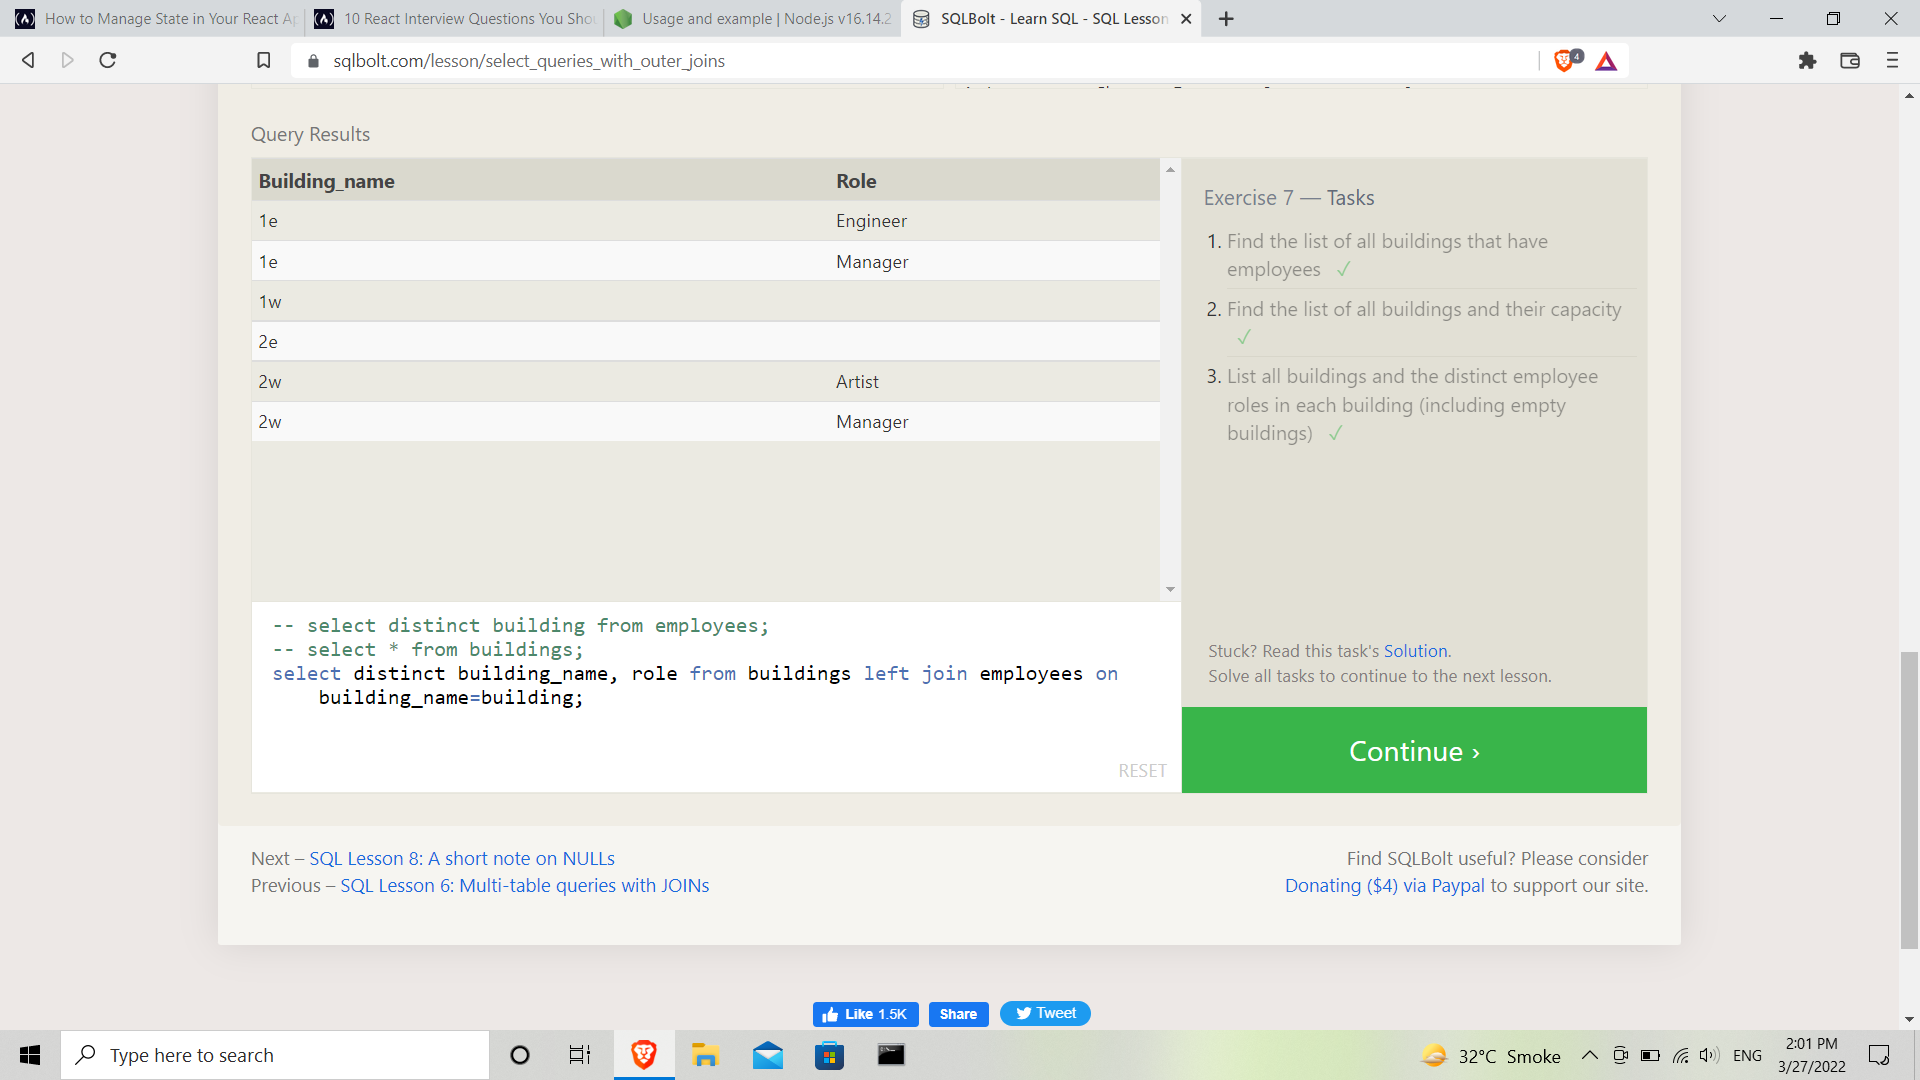 How to Manage State in Your React Ap
10 React Interview Questions You Shou
Usage and example | Node.js v16.14.2
SQLBolt - Learn SQL - SQL Lesson
sqlbolt.com/lesson/select_queries_with_outer_joins
4
Query Results
Building_name Role
1e Engineer
1e Manager
1w
2e
2w Artist
2w Manager
Exercise 7 — Tasks
1. Find the list of all buildings that have
employees ✓
2. Find the list of all buildings and their capacity
✓
3. List all buildings and the distinct employee
roles in each building (including empty
buildings) ✓
-- select distinct building from employees;
-- select * from buildings;
select distinct building_name, role from buildings left join employees on
building_name=building;
RESET
Stuck? Read this task's Solution.
Solve all tasks to continue to the next lesson.
Continue ›
Next – SQL Lesson 8: A short note on NULLs
Previous – SQL Lesson 6: Multi-table queries with JOINs
Find SQLBolt useful? Please consider
Donating ($4) via Paypal to support our site.
Like 1.5K
Share
Tweet
Type here to search
32°C Smoke
ENG
2:01 PM
3/27/2022